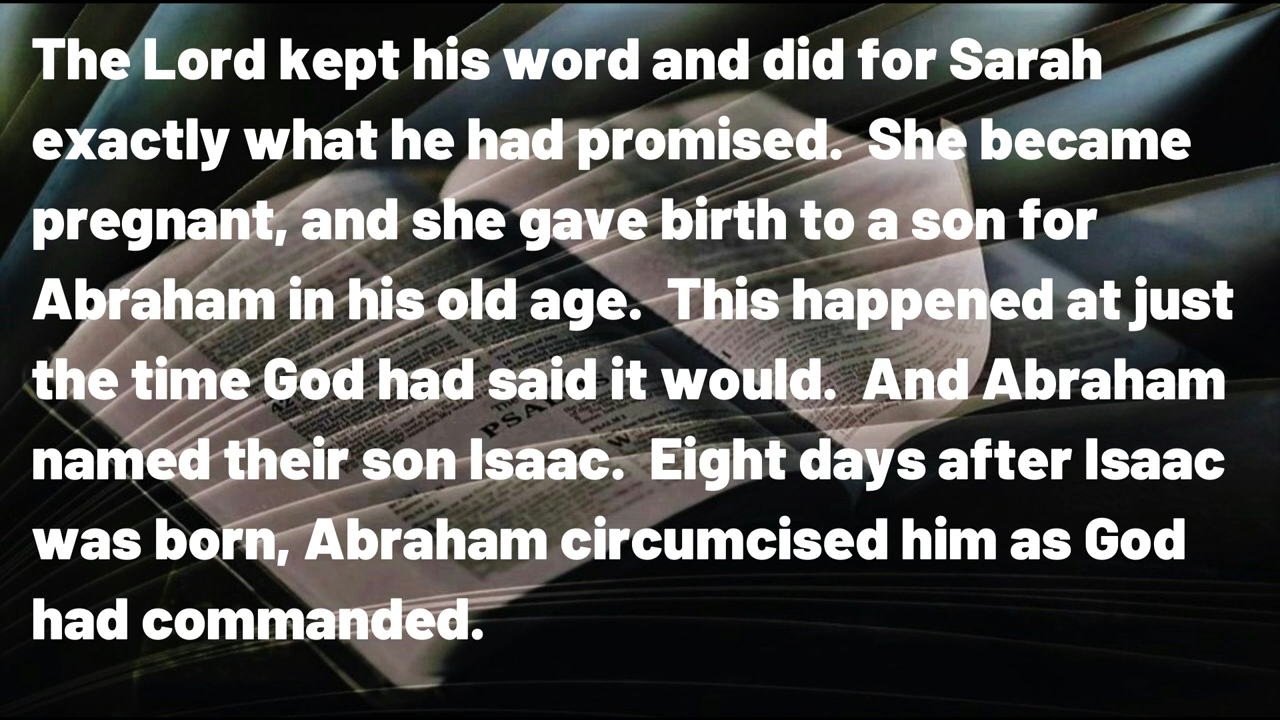 The Lord kept his word and did for Sarah
exactly what he had promised.  She became
pregnant, and she gave birth to a son for
Abraham in his old age.  This happened at just
the time God had said it would.  And Abraham
named their son Isaac.  Eight days after Isaac
was born, Abraham circumcised him as God
had commanded.
42
PSA